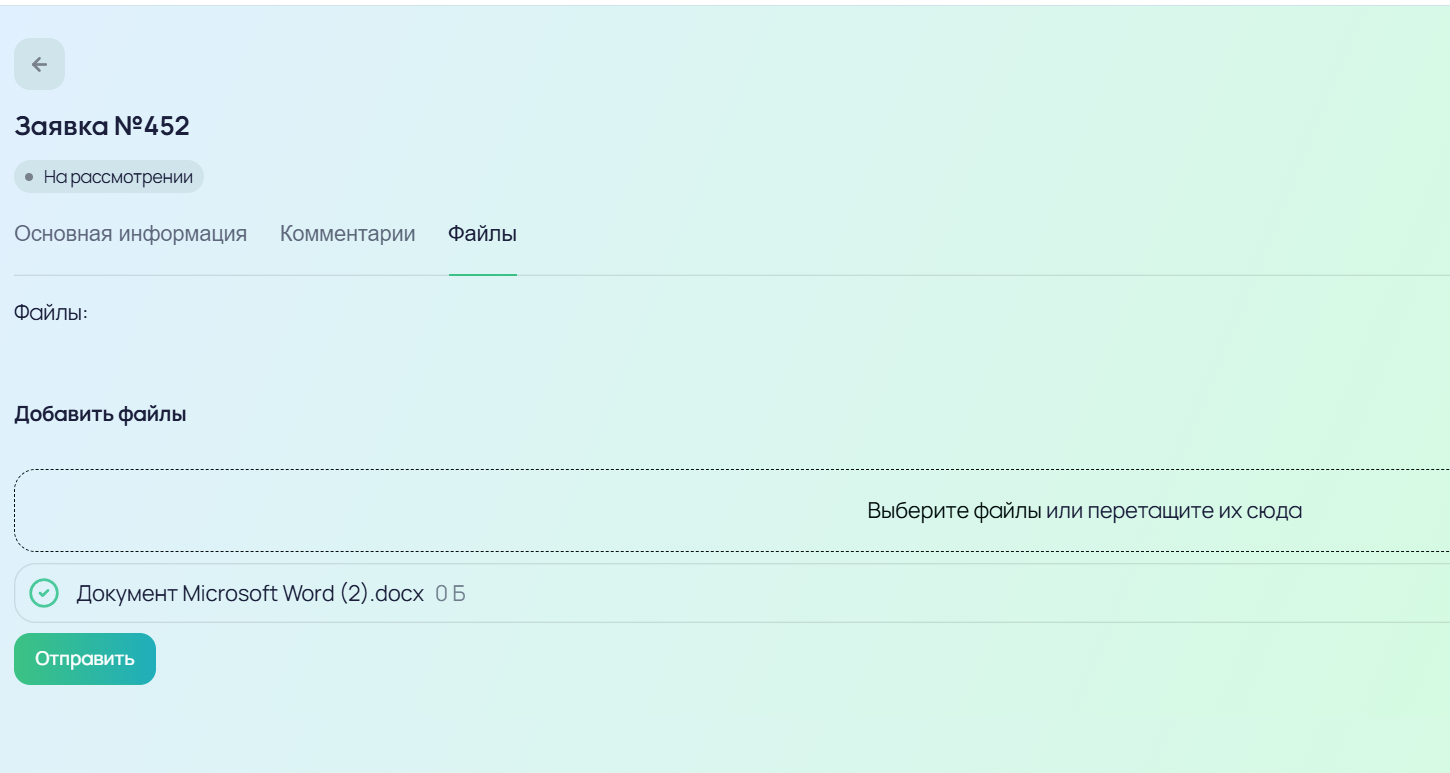 Заявка №452
На рассмотрении
Основная информация Комментарии Файлы
Файлы:
Добавить файлы
Выберите файлы или перетащите их сюда
Документ Microsoft Word (2).docx 0 Б
Отправить